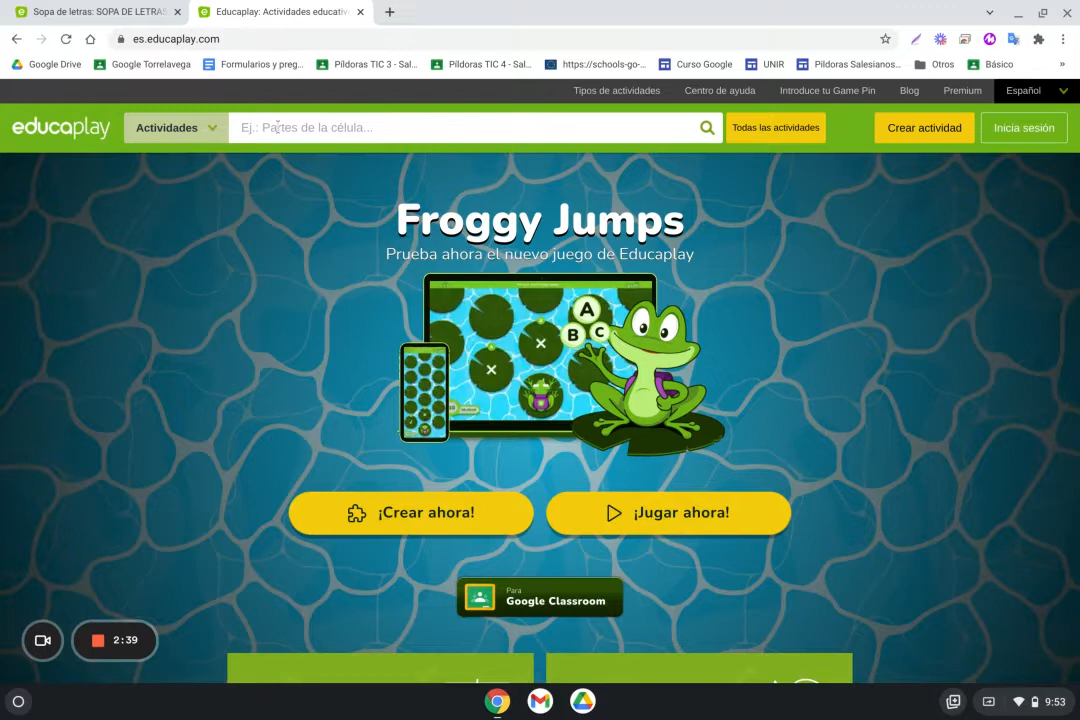 Sopa de letras: SOPA DE LETRAS
Educaplay: Actividades educativ
es.educaplay.com
Google Drive
Google Torrelavega
Formularios y preg...
Píldoras TIC 3 - Sal...
Píldoras TIC 4 - Sal...
https://schools-go-...
Curso Google
UNIR
Pildoras Salesianos...
Otros
Básico
»
Tipos de actividades
Centro de ayuda
Introduce tu Game Pin
Blog
Premium
Español
educaplay
Actividades
Ej.: Partes de la célula...
Todas las actividades
Crear actividad
Inicia sesión
Froggy Jumps
Prueba ahora el nuevo juego de Educaplay
A
B
C
¡Crear ahora!
¡Jugar ahora!
Para
Google Classroom
2:39
9:53